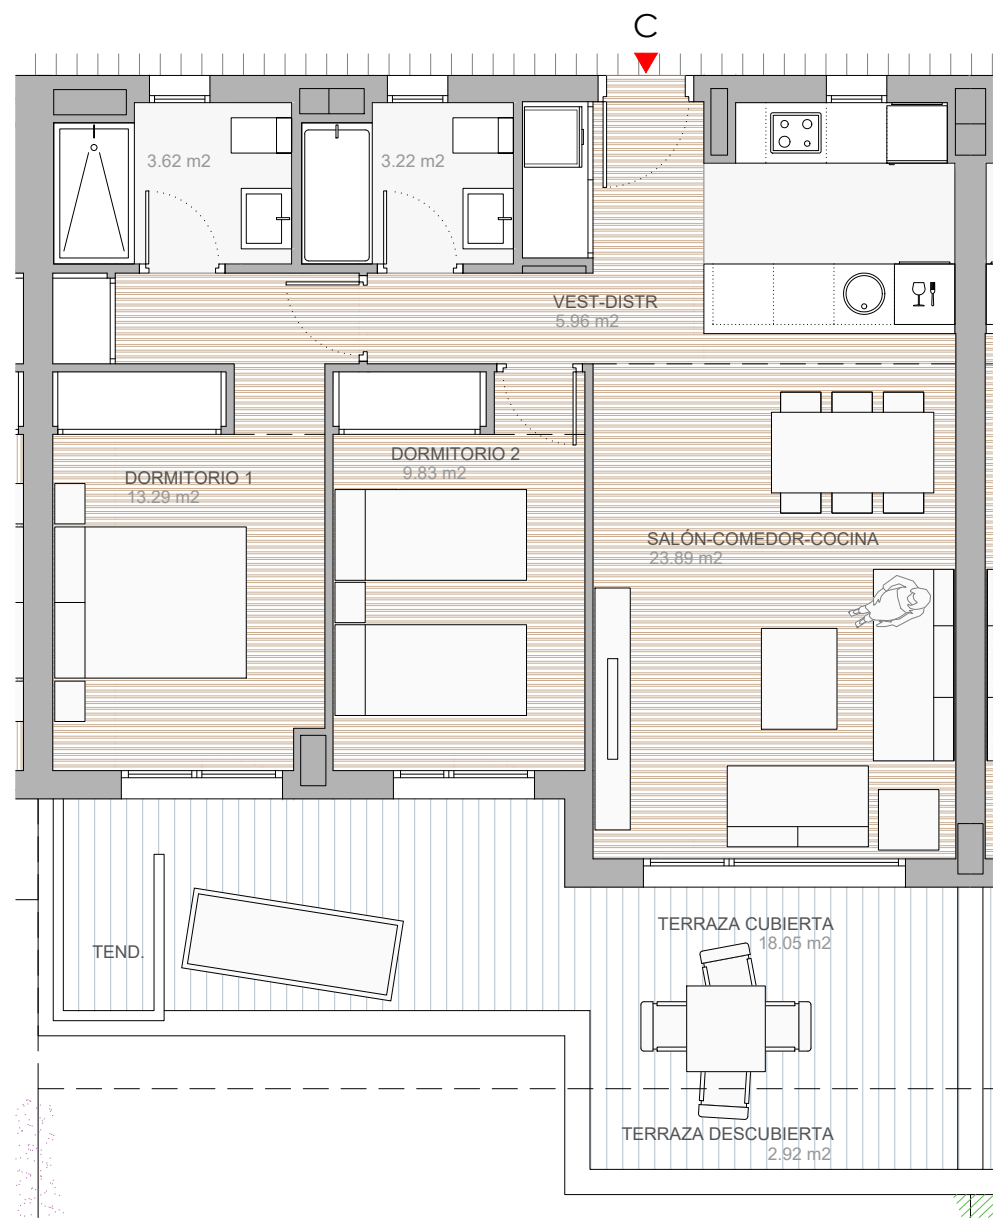 C
3.62 m2
3.22 m2
VEST-DISTR
5.96 m2
DORMITORIO 1
13.29 m2
DORMITORIO 2
9.83 m2
SALÓN-COMEDOR-COCINA
23.89 m2
TERRAZA CUBIERTA
18.05 m2
TEND.
TERRAZA DESCUBIERTA
2.92 m2